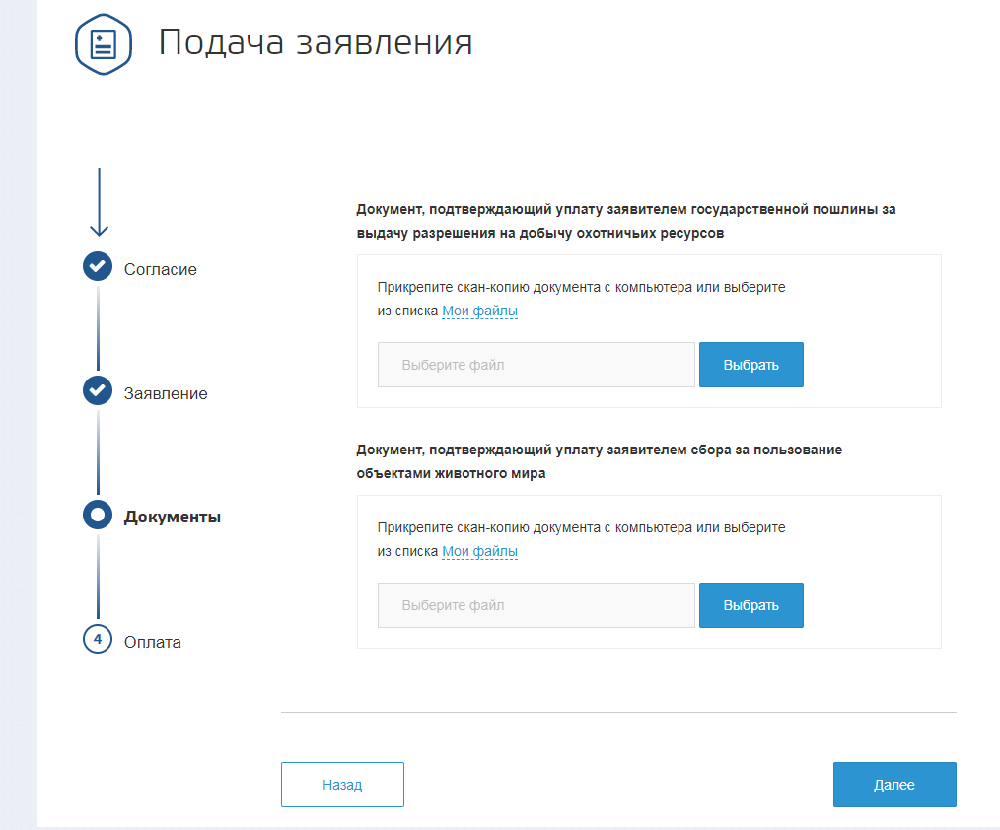 Подача заявления
Согласие
Заявление
Документы
4
Оплата
Документ, подтверждающий уплату заявителем государственной пошлины за
выдачу разрешения на добычу охотничьих ресурсов
Прикрепите скан-копию документа с компьютера или выберите
из списка Мои файлы
Выберите файл
Выбрать
Документ, подтверждающий уплату заявителем сбора за пользование
объектами животного мира
Прикрепите скан-копию документа с компьютера или выберите
из списка Мои файлы
Выберите файл
Выбрать
Назад
Далее